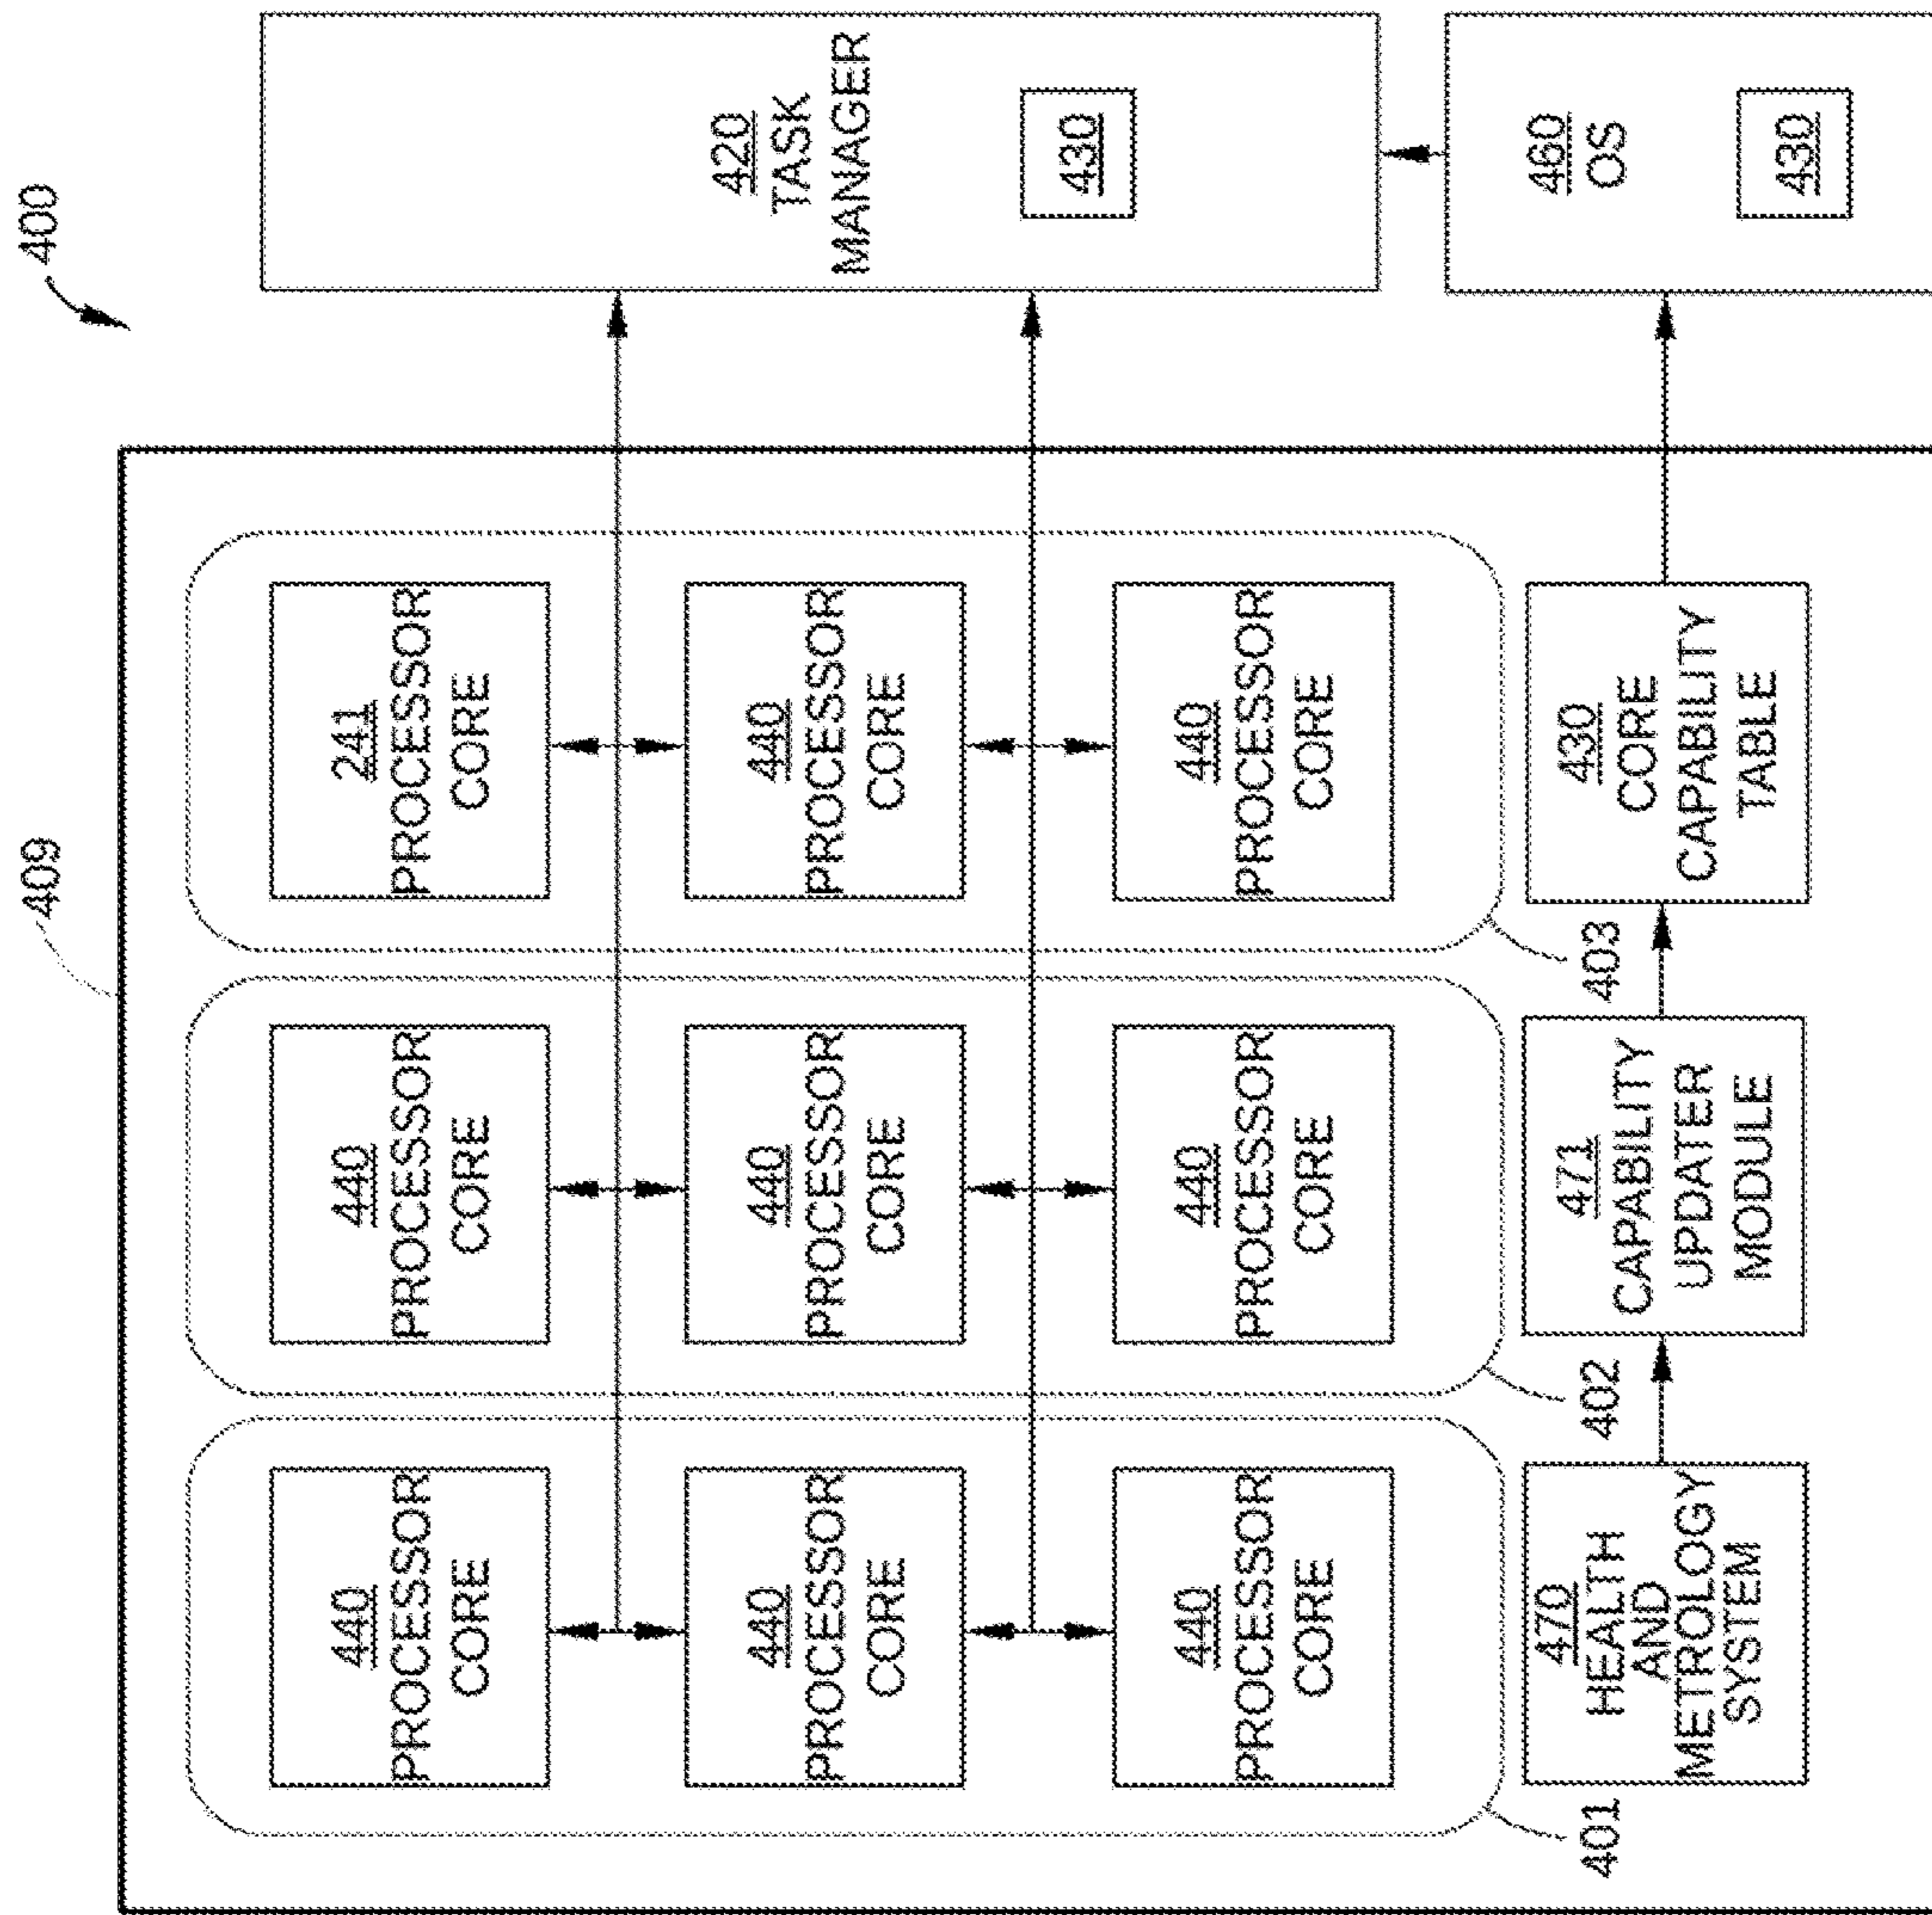 409
400
440
PROCESSOR
CORE
440
PROCESSOR
CORE
241
PROCESSOR
CORE
420
TASK
MANAGER
430
440
PROCESSOR
CORE
440
PROCESSOR
CORE
440
PROCESSOR
CORE
440
PROCESSOR
CORE
440
PROCESSOR
CORE
440
PROCESSOR
CORE
401
402
403
470
HEALTH
AND
METROLOGY
SYSTEM
471
CAPABILITY
UPDATER
MODULE
430
CORE
CAPABILITY
TABLE
460
OS
430